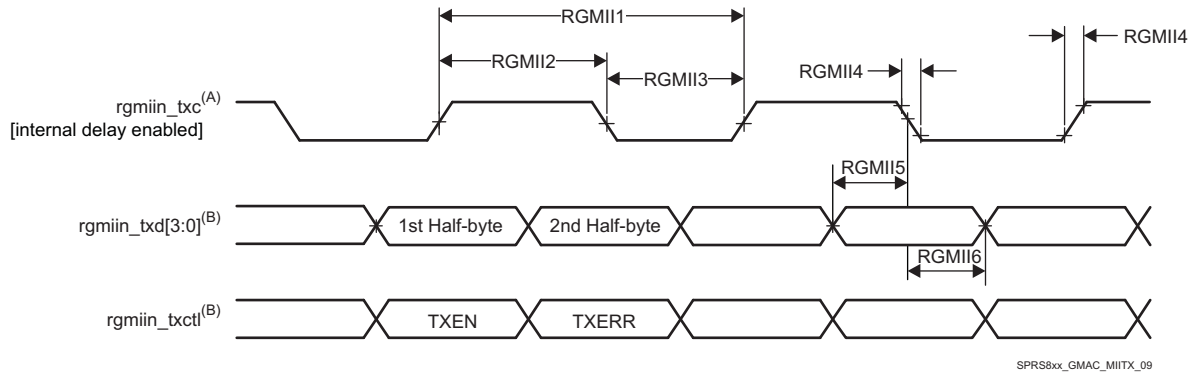 RGMII1
RGMII2
RGMII3
RGMII4
RGMII4
rgmiin_txc(A)
[internal delay enabled]
RGMII5
rgmiin_txd[3:0](B)
1st Half-byte
2nd Half-byte
RGMII6
rgmiin_txctl(B)
TXEN
TXERR
SPRS8xx_GMAC_MIITX_09